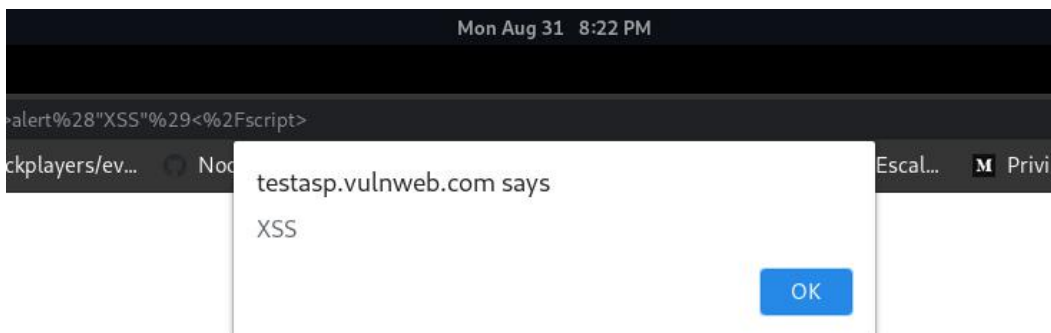 Mon Aug 31 8:22 PM
>alert%28"XSS"%29<%2Fscript>
ckplayers/ev... Noc Escal... M Privi
testasp.vulnweb.com says
XSS
OK